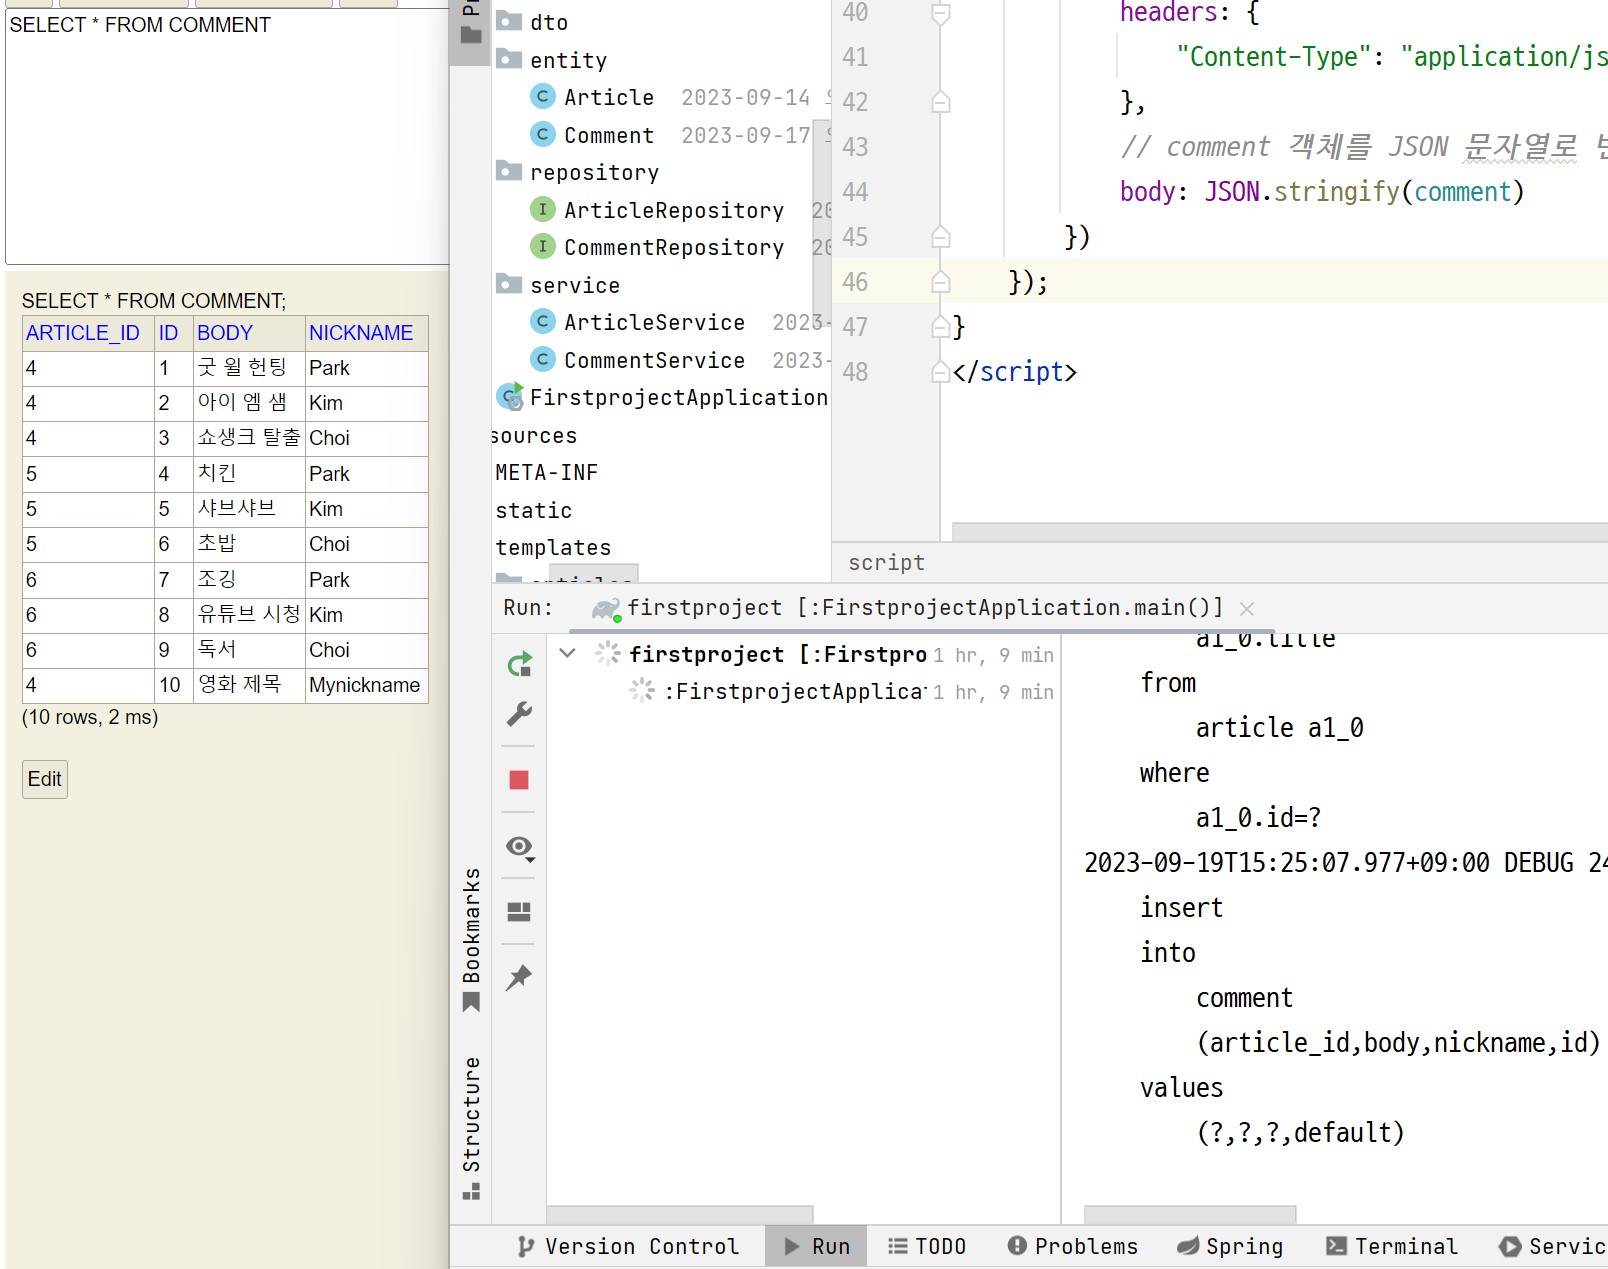 SELECT * FROM COMMENT
SELECT * FROM COMMENT;
ARTICLE_ID ID BODY NICKNAME
4 1 굿 윌 헌팅 Park
4 2 아이 엠 샘 Kim
4 3 쇼생크 탈출 Choi
5 4 치킨 Park
5 5 샤브샤브 Kim
5 6 초밥 Choi
6 7 조깅 Park
6 8 유튜브 시청 Kim
6 9 독서 Choi
4 10 영화 제목 Mynickname
(10 rows, 2 ms)
Edit
Bookmarks
Structure
dto
entity
Article 2023-09-14
Comment 2023-09-17
repository
ArticleRepository 20
CommentRepository 20
service
ArticleService 2023-
CommentService 2023-
FirstprojectApplication
sources
META-INF
static
templates
40 headers: {
41 "Content-Type": "application/js
42 },
43 // comment 객체를 JSON 문자열로
44 body: JSON.stringify(comment)
45 })
46 });
47 }
48 </script>
script
Run: firstproject [:FirstprojectApplication.main()]
firstproject [:Firstpro 1 hr, 9 min
:FirstprojectApplica 1 hr, 9 min
a1_0.title
from
article a1_0
where
a1_0.id=?
2023-09-19T15:25:07.977+09:00 DEBUG 24
insert
into
comment
(article_id,body,nickname,id)
values
(?,?,?,default)
Version Control Run TODO Problems Spring Terminal Servic